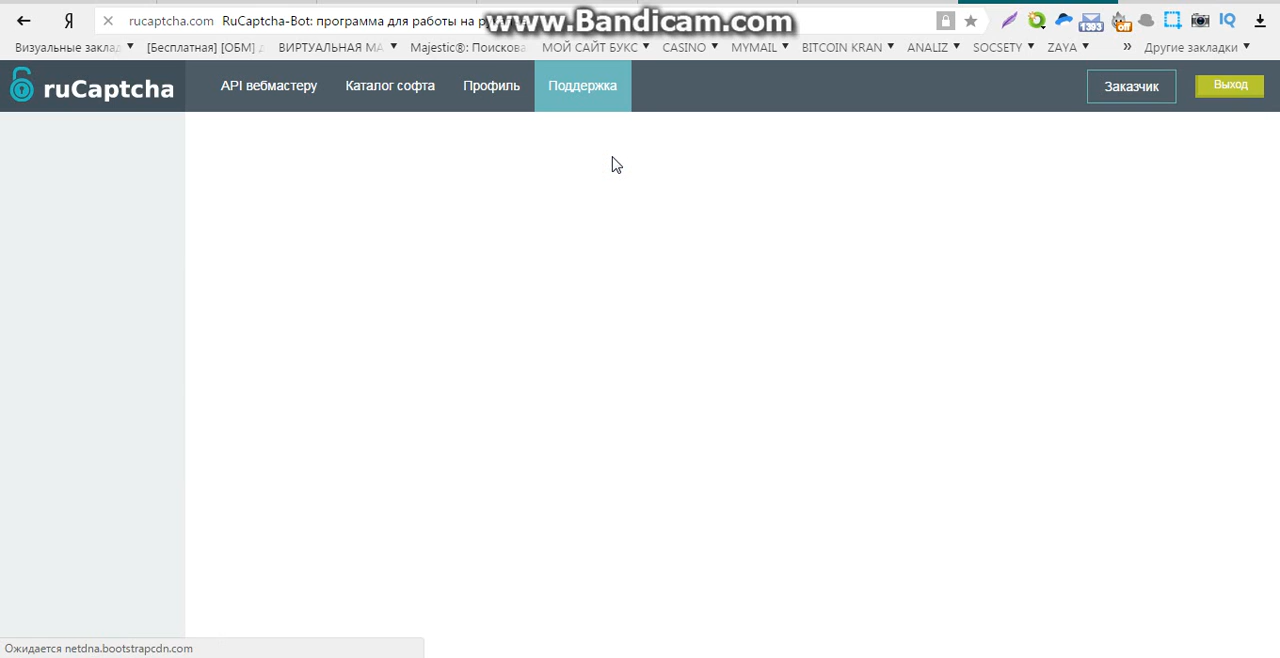 www.Bandicam.com
Я rucaptcha.com RuCaptcha-Bot: программа для работы на
Визуальные заклад [Бесплатная] [ОБМ] ВИРТУАЛЬНАЯ МА Majestic®: Поискова МОЙ САЙТ БУКС CASINO MYMAIL BITCOIN KRAN ANALIZ SOCSETY ZAYA » Другие закладки
ruCaptcha API вебмастеру Каталог софта Профиль Поддержка Заказчик Выход
Ожидается netdna.bootstrapcdn.com